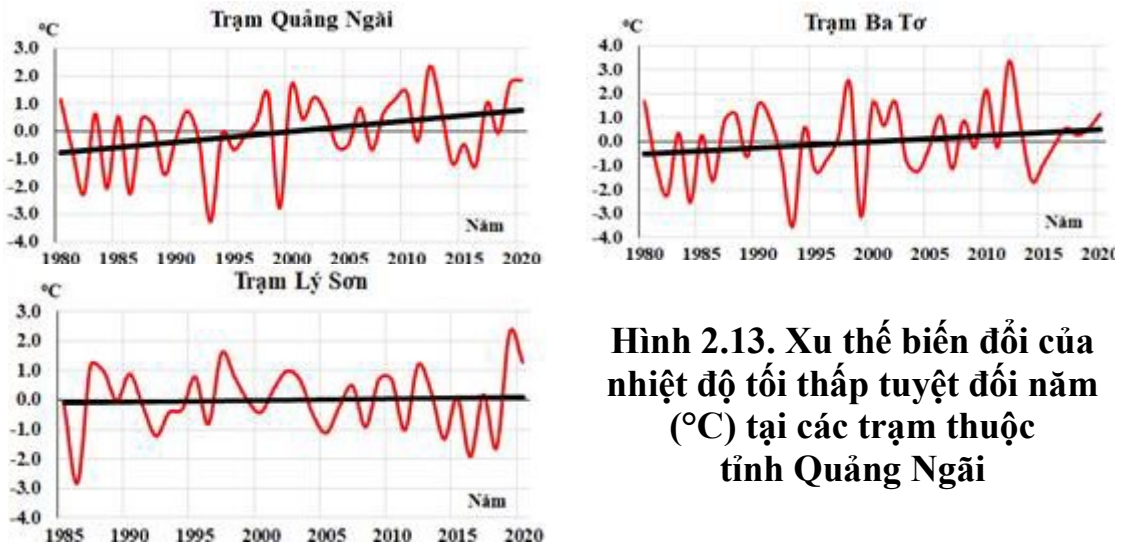 Trạm Quảng Ngãi
°C
3.0
2.0
1.0
0.0
-1.0
-2.0
-3.0
-4.0
Năm
1980 1985 1990 1995 2000 2005 2010 2015 2020
Trạm Ba Tơ
°C
4.0
3.0
2.0
1.0
0.0
-1.0
-2.0
-3.0
-4.0
Năm
1980 1985 1990 1995 2000 2005 2010 2015 2020
Trạm Lý Sơn
°C
3.0
2.0
1.0
0.0
-1.0
-2.0
-3.0
-4.0
Năm
1985 1990 1995 2000 2005 2010 2015 2020
Hình 2.13. Xu thế biến đổi của
nhiệt độ tối thấp tuyệt đối năm
(°C) tại các trạm thuộc
tỉnh Quảng Ngãi